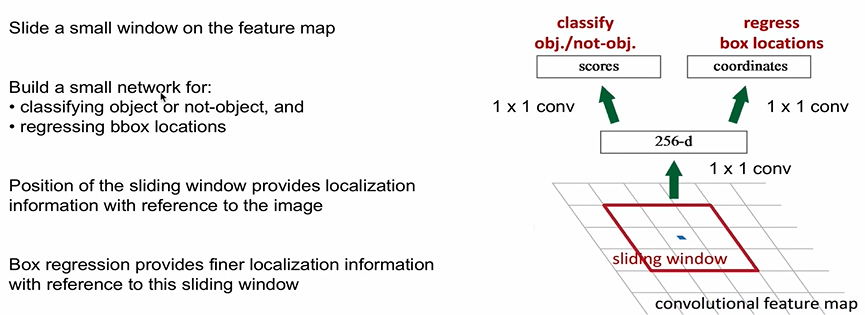 Slide a small window on the feature map
Build a small network for:
• classifying object or not-object, and
• regressing bbox locations
Position of the sliding window provides localization
information with reference to the image
Box regression provides finer localization information
with reference to this sliding window
classify
obj./not-obj.
regress
box locations
scores
coordinates
1 x 1 conv
1 x 1 conv
256-d
1 x 1 conv
sliding window
convolutional feature map